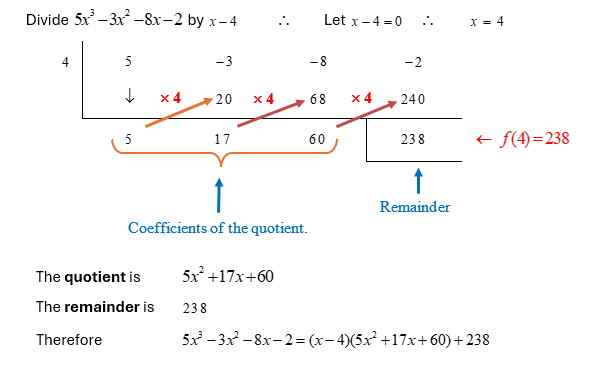 Divide 5x³ −3x² −8x−2 by x−4 ∴ Let x−4=0 ∴ x = 4
4 5 −3 −8 −2
↓ × 4 20 × 4 68 × 4 240
5 17 60 238 ← f(4)=238
Remainder
Coefficients of the quotient.
The quotient is 5x² +17x+60
The remainder is 238
Therefore 5x³ −3x² −8x−2=(x−4)(5x² +17x+60)+238